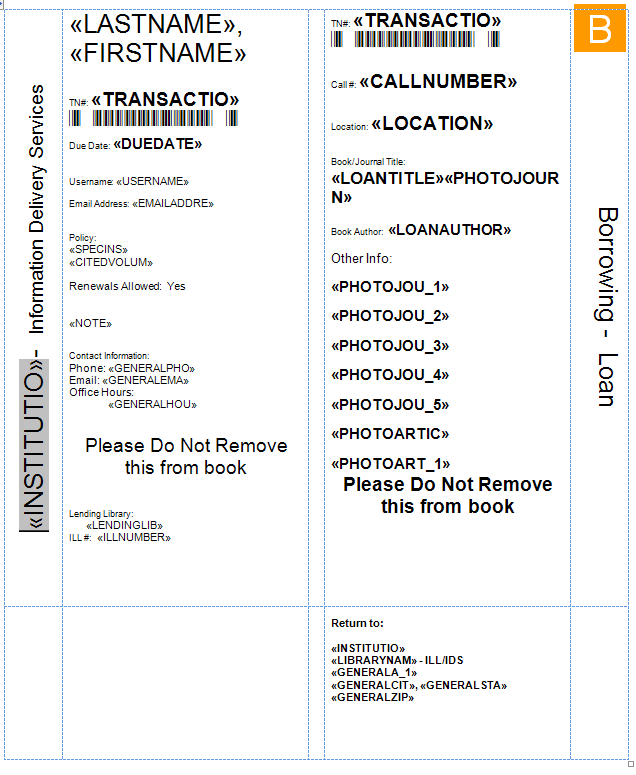 «INSTITUTIO»- Information Delivery Services
«LASTNAME»,
«FIRSTNAME»
TN#: «TRANSACTIO»
Due Date: «DUEDATE»
Username: «USERNAME»
Email Address: «EMAILADDRE»
Policy:
«SPECINS»
«CITEDVOLUM»
Renewals Allowed: Yes
«NOTE»
Contact Information:
Phone: «GENERALPHO»
Email: «GENERALEMA»
Office Hours:
«GENERALHOU»
Please Do Not Remove
this from book
Lending Library:
«LENDINGLIB»
ILL #: «ILLNUMBER»
TN#: «TRANSACTIO»
Call #: «CALLNUMBER»
Location: «LOCATION»
Book/Journal Title:
«LOANTITLE»«PHOTOJOUR
N»
Book Author: «LOANAUTHOR»
Other Info:
«PHOTOJOU_1»
«PHOTOJOU_2»
«PHOTOJOU_3»
«PHOTOJOU_4»
«PHOTOJOU_5»
«PHOTOARTIC»
«PHOTOART_1»
Please Do Not Remove
this from book
B
Borrowing - Loan
Return to:
«INSTITUTIO»
«LIBRARYNAM» - ILL/IDS
«GENERALA_1»
«GENERALCIT», «GENERALSTA»
«GENERALZIP»